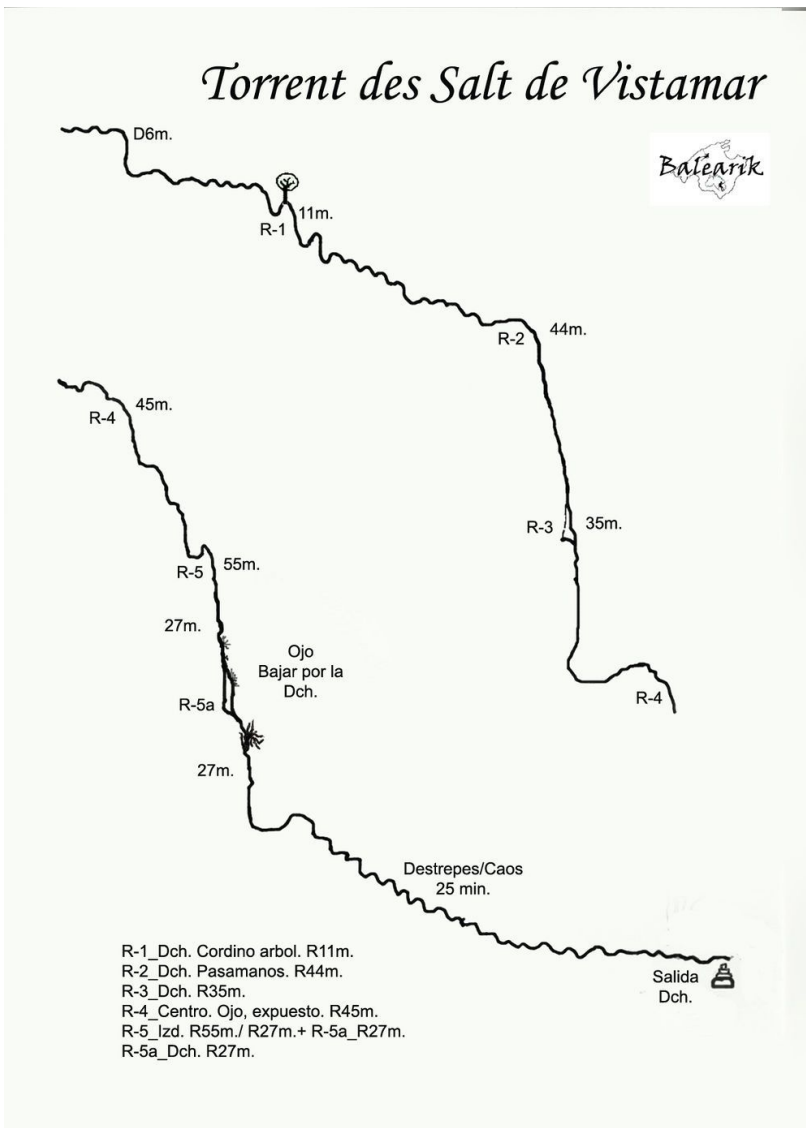 Torrent des Salt de Vistamar
Balearik
D6m.
R-1
11m.
R-2
44m.
R-3
35m.
R-4
R-4
45m.
R-5
55m.
27m.
Ojo
Bajar por la
Dch.
R-5a
27m.
Destrepes/Caos
25 min.
Salida
Dch.
R-1_Dch. Cordino arbol. R11m.
R-2_Dch. Pasamanos. R44m.
R-3_Dch. R35m.
R-4_Centro. Ojo, expuesto. R45m.
R-5_Izd. R55m./ R27m.+ R-5a_R27m.
R-5a_Dch. R27m.